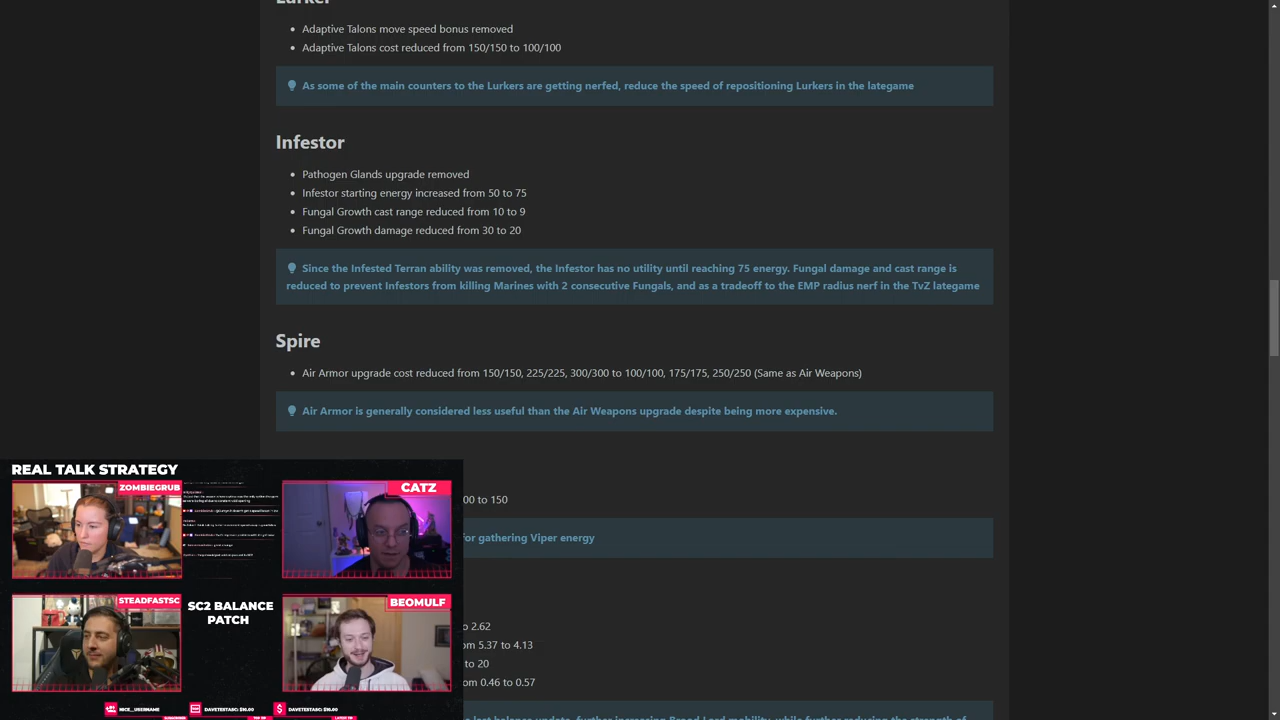 Lurker
Adaptive Talons move speed bonus removed
Adaptive Talons cost reduced from 150/150 to 100/100
As some of the main counters to the Lurkers are getting nerfed, reduce the speed of repositioning Lurkers in the lategame
Infestor
Pathogen Glands upgrade removed
Infestor starting energy increased from 50 to 75
Fungal Growth cast range reduced from 10 to 9
Fungal Growth damage reduced from 30 to 20
Since the Infested Terran ability was removed, the Infestor has no utility until reaching 75 energy. Fungal damage and cast range is
reduced to prevent Infestors from killing Marines with 2 consecutive Fungals, and as a tradeoff to the EMP radius nerf in the TvZ lategame
Spire
Air Armor upgrade cost reduced from 150/150, 225/225, 300/300 to 100/100, 175/175, 250/250 (Same as Air Weapons)
Air Armor is generally considered less useful than the Air Weapons upgrade despite being more expensive.
00 to 150
for gathering Viper energy
o 2.62
om 5.37 to 4.13
to 20
om 0.46 to 0.57
REAL TALK STRATEGY
ZOMBIEGRUB
CATZ
STEADFASTSC
SC2 BALANCE
PATCH
BEOMULF
NICE_USERNAME
DAVETESTASC: $10.00
DAVETESTASC: $10.00